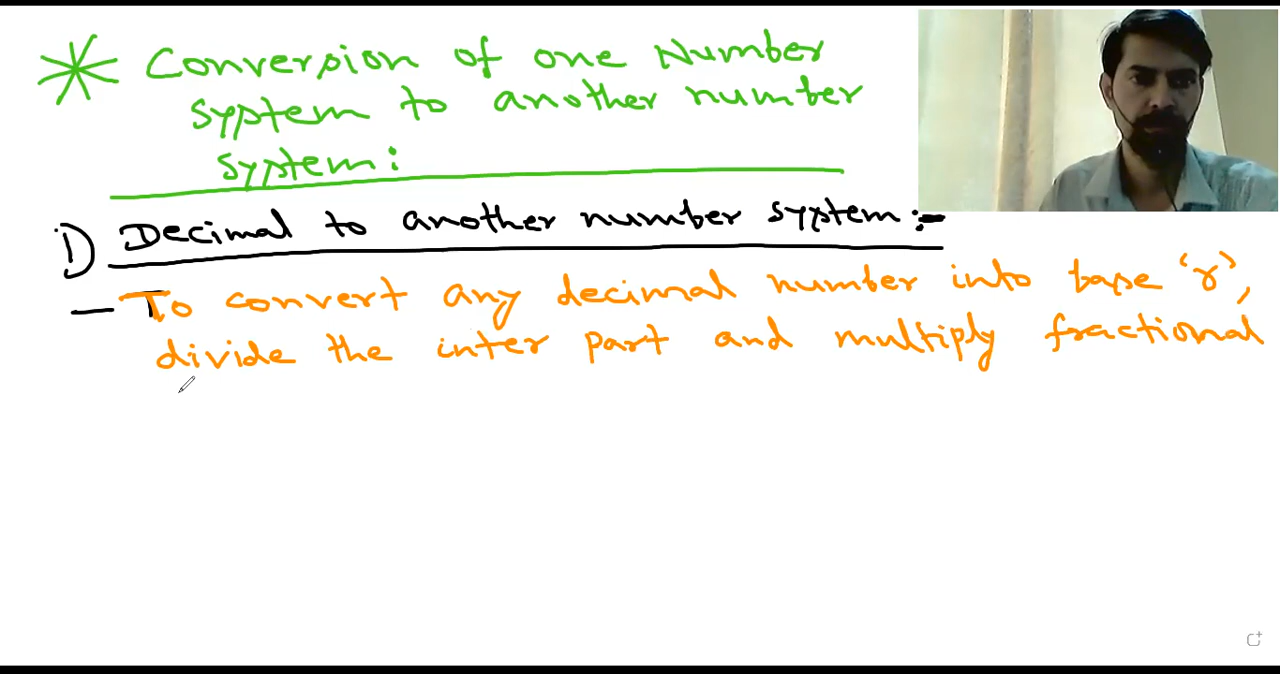 Conversion of one Number
system to another number
system:
1) Decimal to another number system:-
- To convert any decimal number into base 'r',
divide the inter part and multiply fractional